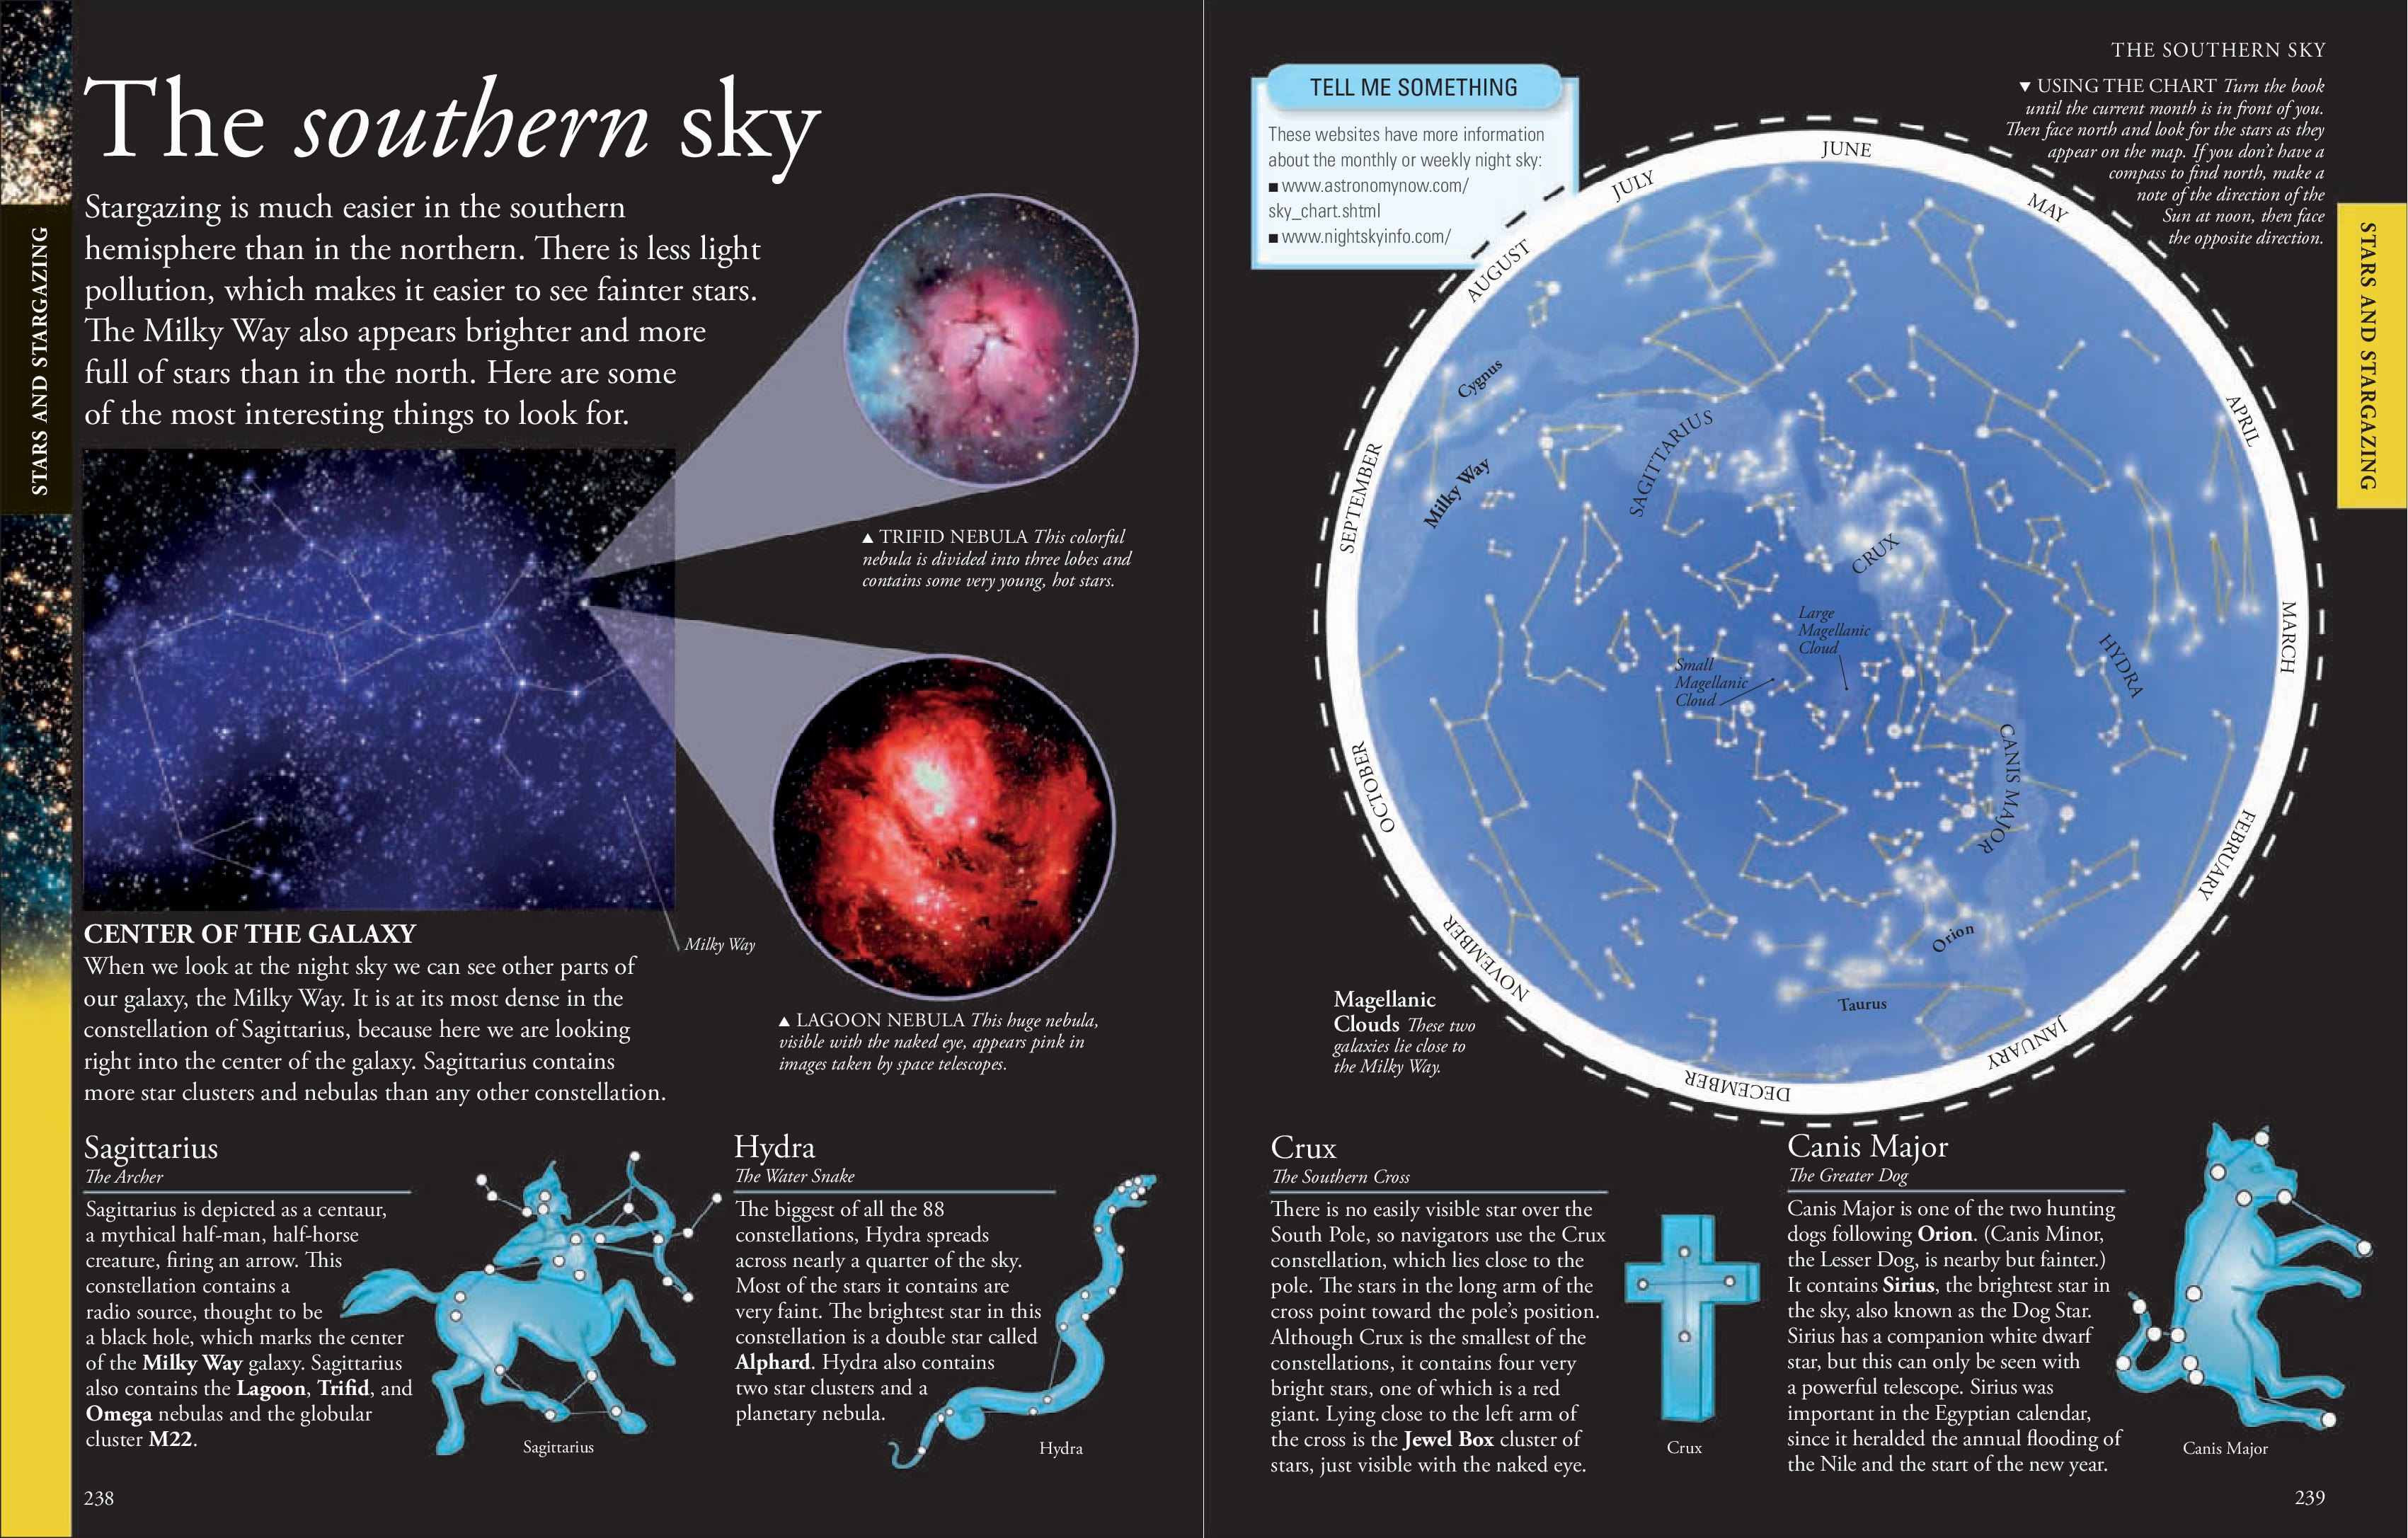 STARS AND STARGAZING
The southern sky
Stargazing is much easier in the southern
hemisphere than in the northern. There is less light
pollution, which makes it easier to see fainter stars.
The Milky Way also appears brighter and more
full of stars than in the north. Here are some
of the most interesting things to look for.
▲ TRIFID NEBULA This colorful
nebula is divided into three lobes and
contains some very young, hot stars.
Milky Way
▲ LAGOON NEBULA This huge nebula,
visible with the naked eye, appears pink in
images taken by space telescopes.
CENTER OF THE GALAXY
When we look at the night sky we can see other parts of
our galaxy, the Milky Way. It is at its most dense in the
constellation of Sagittarius, because here we are looking
right into the center of the galaxy. Sagittarius contains
more star clusters and nebulas than any other constellation.
Sagittarius
The Archer
Sagittarius is depicted as a centaur,
a mythical half-man, half-horse
creature, firing an arrow. This
constellation contains a
radio source, thought to be
a black hole, which marks the center
of the Milky Way galaxy. Sagittarius
also contains the Lagoon, Trifid, and
Omega nebulas and the globular
cluster M22.
Sagittarius
Hydra
The Water Snake
The biggest of all the 88
constellations, Hydra spreads
across nearly a quarter of the sky.
Most of the stars it contains are
very faint. The brightest star in this
constellation is a double star called
Alphard. Hydra also contains
two star clusters and a
planetary nebula.
Hydra
238
THE SOUTHERN SKY
TELL ME SOMETHING
These websites have more information
about the monthly or weekly night sky:
■ www.astronomynow.com/
sky_chart.shtml
■ www.nightskyinfo.com/
▼ USING THE CHART Turn the book
until the current month is in front of you.
Then face north and look for the stars as they
appear on the map. If you don't have a
compass to find north, make a
note of the direction of the
Sun at noon, then face
the opposite direction.
STARS AND STARGAZING
JUNE
MAY
APRIL
MARCH
FEBRUARY
JANUARY
DECEMBER
NOVEMBER
OCTOBER
SEPTEMBER
AUGUST
JULY
Cygnus
Milky Way
SAGITTARIUS
CRUX
Large
Magellanic
Cloud
Small
Magellanic
Cloud
HYDRA
CANIS MAJOR
Orion
Taurus
Magellanic
Clouds These two
galaxies lie close to
the Milky Way.
Crux
The Southern Cross
There is no easily visible star over the
South Pole, so navigators use the Crux
constellation, which lies close to the
pole. The stars in the long arm of the
cross point toward the pole's position.
Although Crux is the smallest of the
constellations, it contains four very
bright stars, one of which is a red
giant. Lying close to the left arm of
the cross is the Jewel Box cluster of
stars, just visible with the naked eye.
Crux
Canis Major
The Greater Dog
Canis Major is one of the two hunting
dogs following Orion. (Canis Minor,
the Lesser Dog, is nearby but fainter.)
It contains Sirius, the brightest star in
the sky, also known as the Dog Star.
Sirius has a companion white dwarf
star, but this can only be seen with
a powerful telescope. Sirius was
important in the Egyptian calendar,
since it heralded the annual flooding of
the Nile and the start of the new year.
Canis Major
239